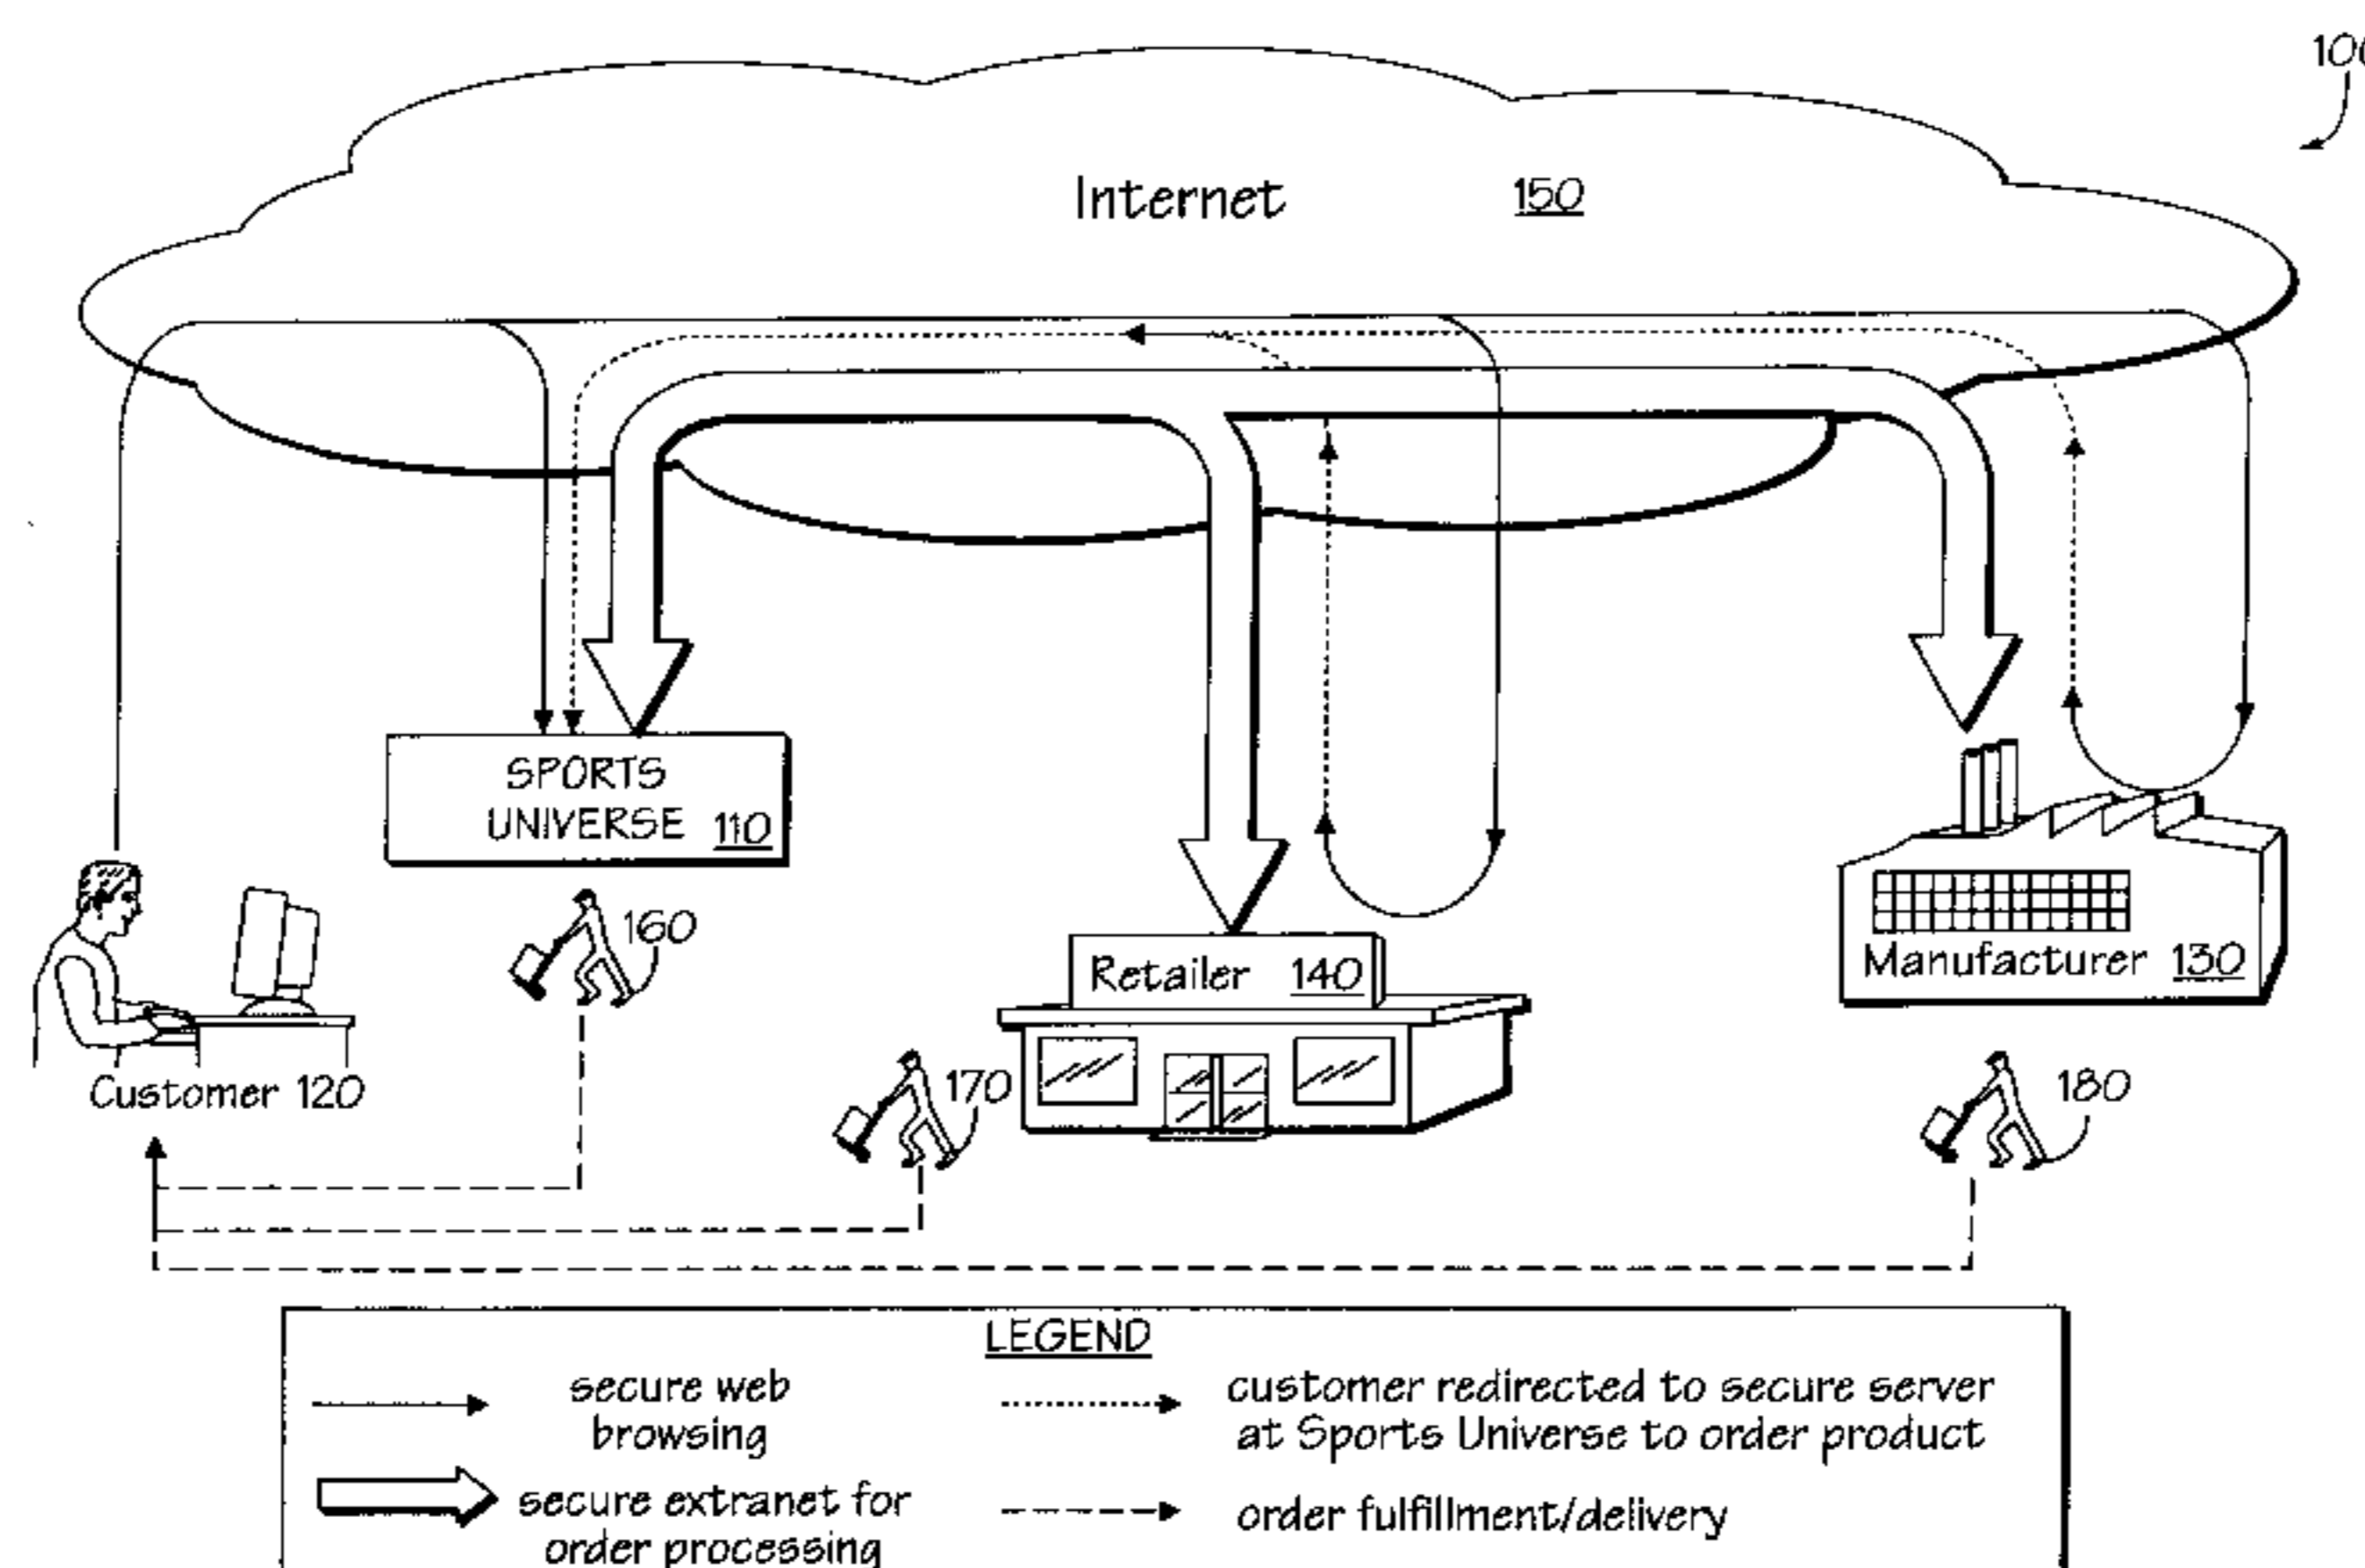 100
Internet 150
SPORTS
UNIVERSE 110
160
Retailer 140
Manufacturer 130
Customer 120
170
180
LEGEND
secure web
browsing
customer redirected to secure server
at Sports Universe to order product
secure extranet for
order processing
order fulfillment/delivery